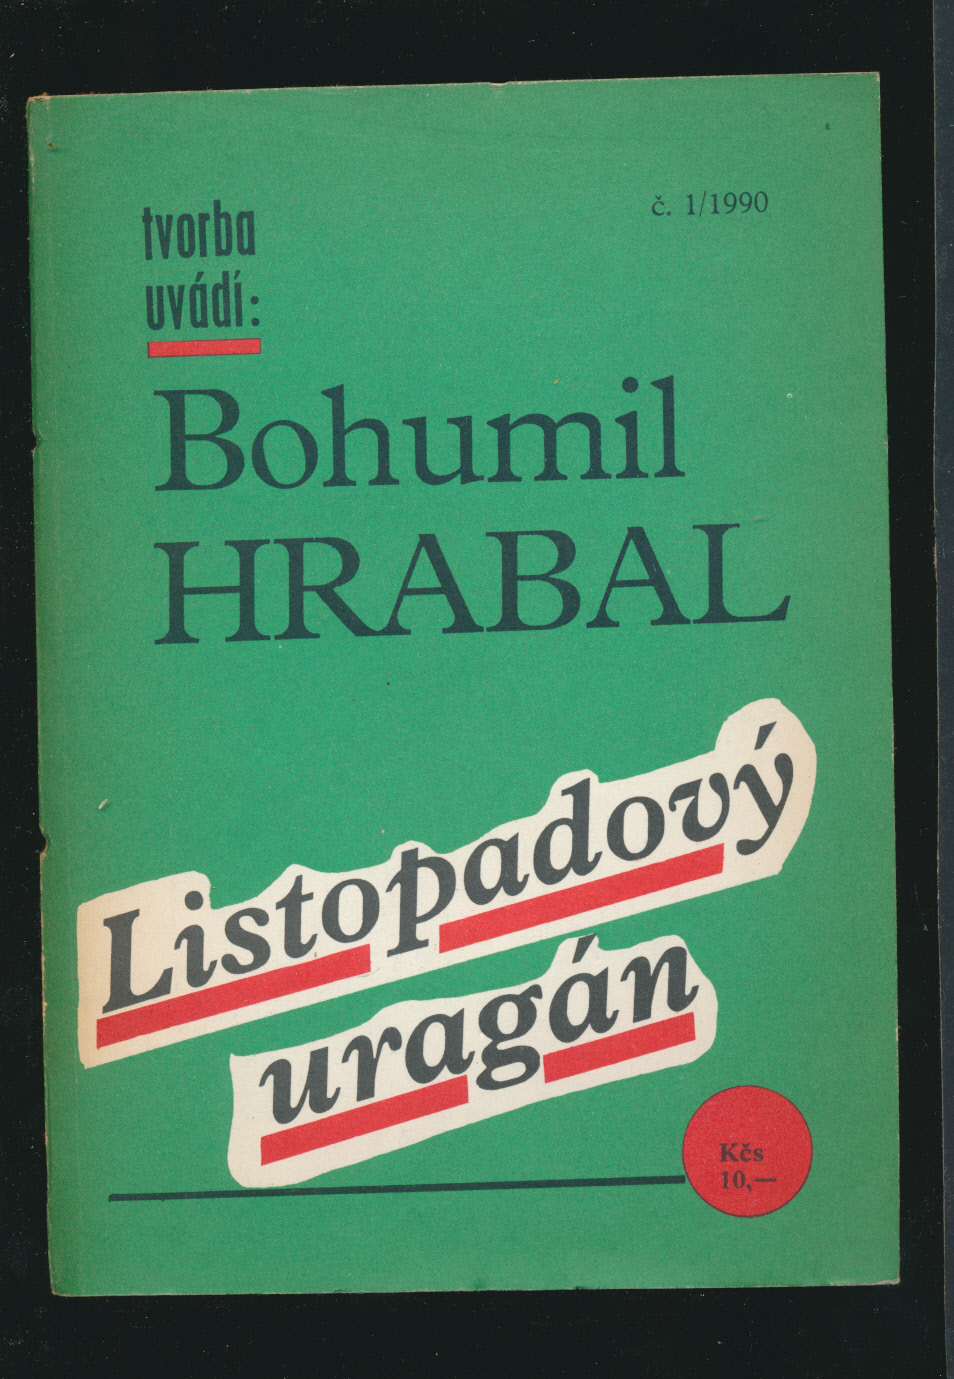 č. 1/1990
tvorba
uvádí:
Bohumil
HRABAL
Listopadový
uragán
Kčs
10,—